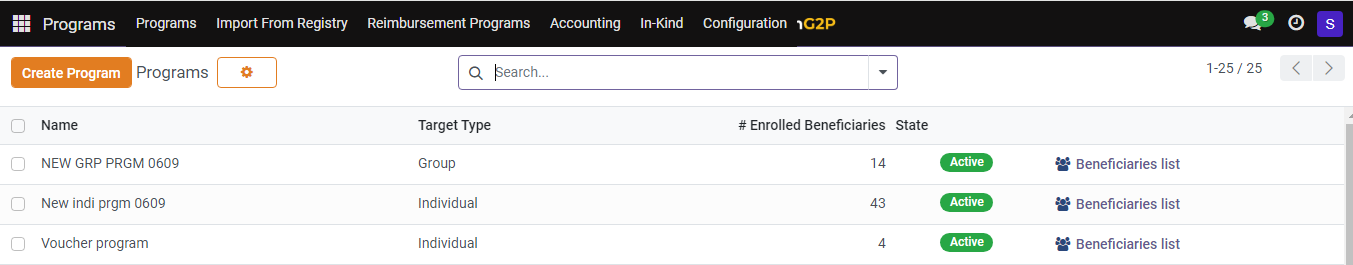 Programs Programs Import From Registry Reimbursement Programs Accounting In-Kind Configuration G2P 3 S
Create Program Programs Search... 1-25 / 25
Name Target Type # Enrolled Beneficiaries State
NEW GRP PRGM 0609 Group 14 Active Beneficiaries list
New indi prgm 0609 Individual 43 Active Beneficiaries list
Voucher program Individual 4 Active Beneficiaries list